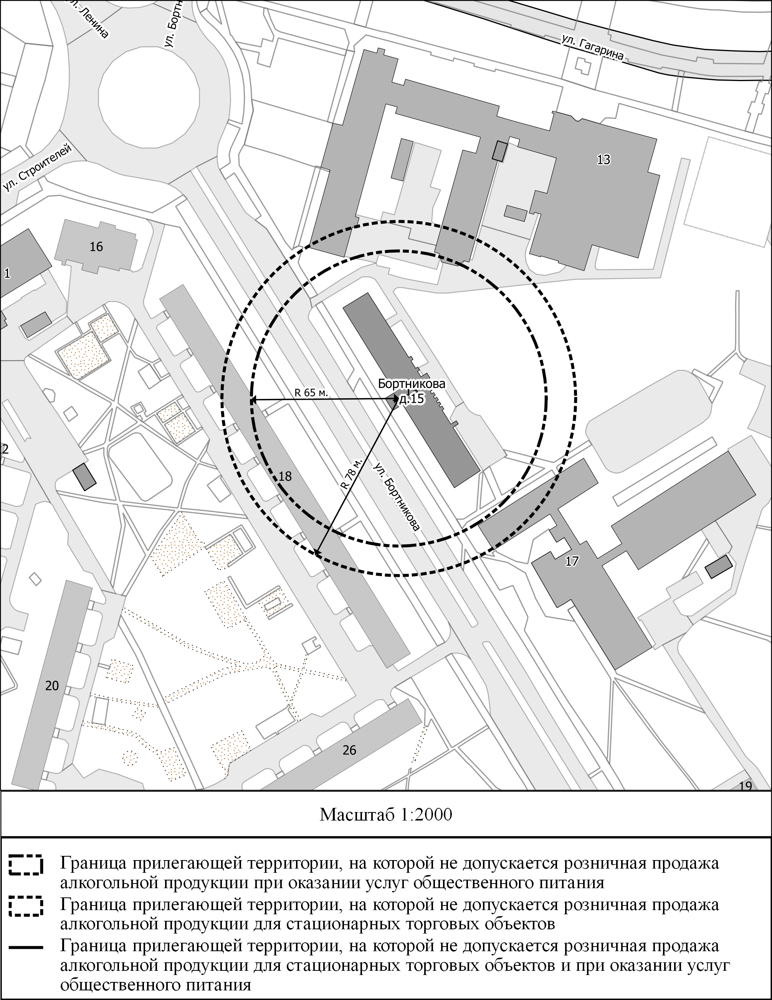 ул. Ленина
ул. Бортн
ул. Гагарина
ул. Строителей
13
16
1
Бортникова
д.15
R 65 м.
R 78 м.
ул. Бортникова
22
18
17
20
26
19
Масштаб 1:2000
Граница прилегающей территории, на которой не допускается розничная продажа
алкогольной продукции при оказании услуг общественного питания
Граница прилегающей территории, на которой не допускается розничная продажа
алкогольной продукции для стационарных торговых объектов
Граница прилегающей территории, на которой не допускается розничная продажа
алкогольной продукции для стационарных торговых объектов и при оказании услуг
общественного питания